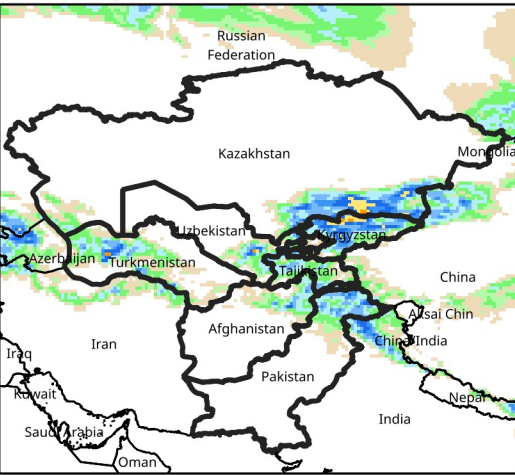 Russian
Federation
Kazakhstan
Mongolia
Uzbekistan
Kyrgyzstan
Azerbaijan
Turkmenistan
Tajikistan
China
Aksai Chin
Afghanistan
China/India
Iran
Iraq
Pakistan
Kuwait
Nepal
India
Saudi Arabia
Oman